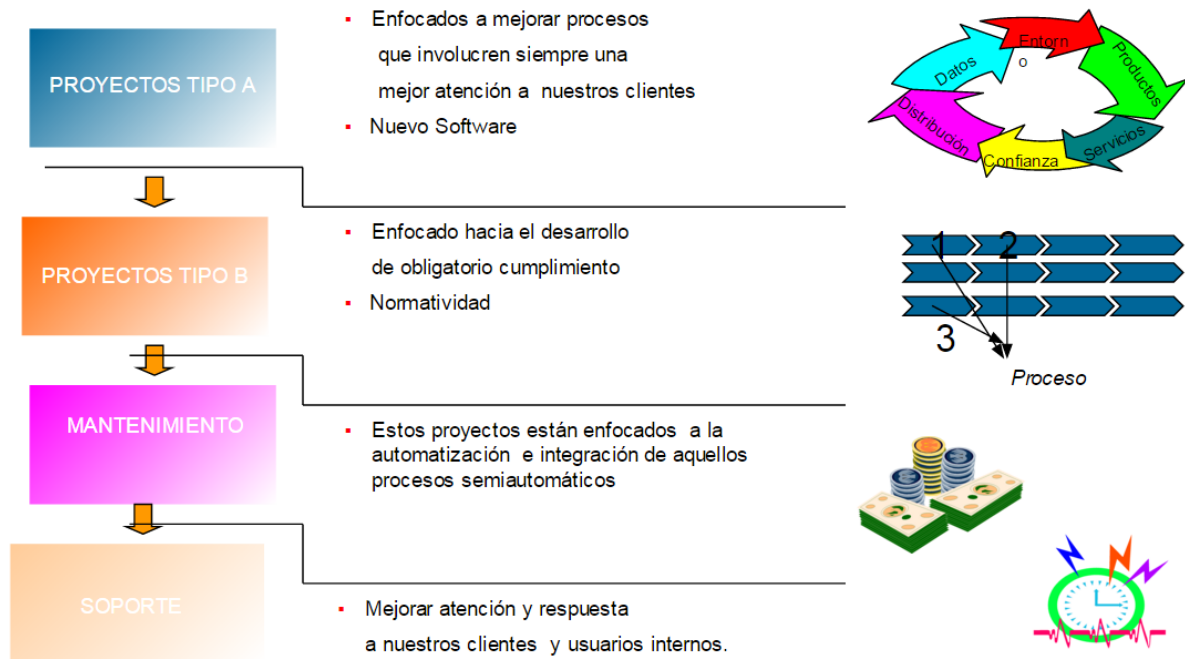 PROYECTOS TIPO A
▪ Enfocados a mejorar procesos
que involucren siempre una
mejor atención a nuestros clientes
▪ Nuevo Software
Datos
Entorn
o
Productos
Servicios
Confianza
Distribución
PROYECTOS TIPO B
▪ Enfocado hacia el desarrollo
de obligatorio cumplimiento
▪ Normatividad
1
2
3
Proceso
MANTENIMIENTO
▪ Estos proyectos están enfocados a la
automatización e integración de aquellos
procesos semiautomáticos
SOPORTE
▪ Mejorar atención y respuesta
a nuestros clientes y usuarios internos.